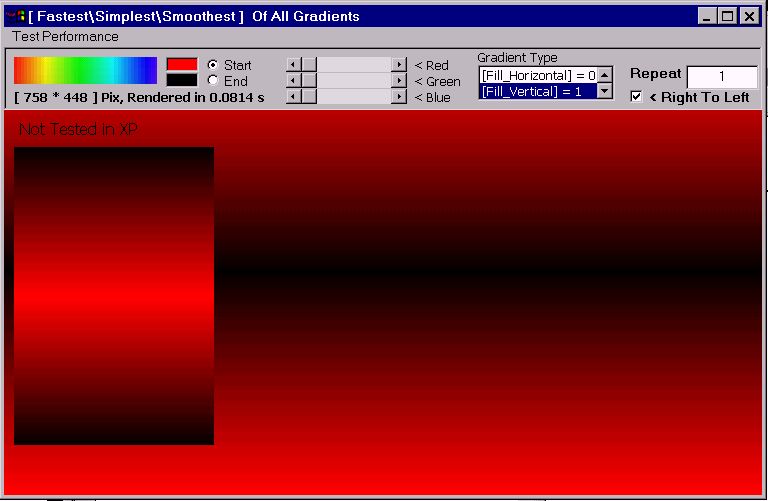 [ Fastest\Simplest\Smoothest ] Of All Gradients
Test Performance
Start
End
[ 758 * 448 ] Pix, Rendered in 0.0814 s
< Red
< Green
< Blue
Gradient Type
[Fill_Horizontal] = 0
[Fill_Vertical] = 1
Repeat 1
< Right To Left
Not Tested in XP